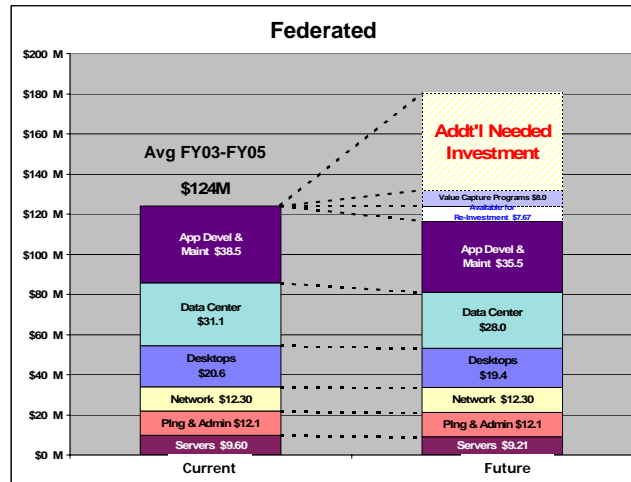 Federated
$200 M
$180 M
$160 M
$140 M
$120 M
$100 M
$80 M
$60 M
$40 M
$20 M
$0 M
Avg FY03-FY05
$124M
App Devel &
Maint $38.5
Data Center
$31.1
Desktops
$20.6
Network $12.30
Plng & Admin $12.1
Servers $9.60
Current
Addt'l Needed
Investment
Value Capture Programs $8.0
Available for
Re-Investment $7.67
App Devel &
Maint $35.5
Data Center
$28.0
Desktops
$19.4
Network $12.30
Plng & Admin $12.1
Servers $9.21
Future